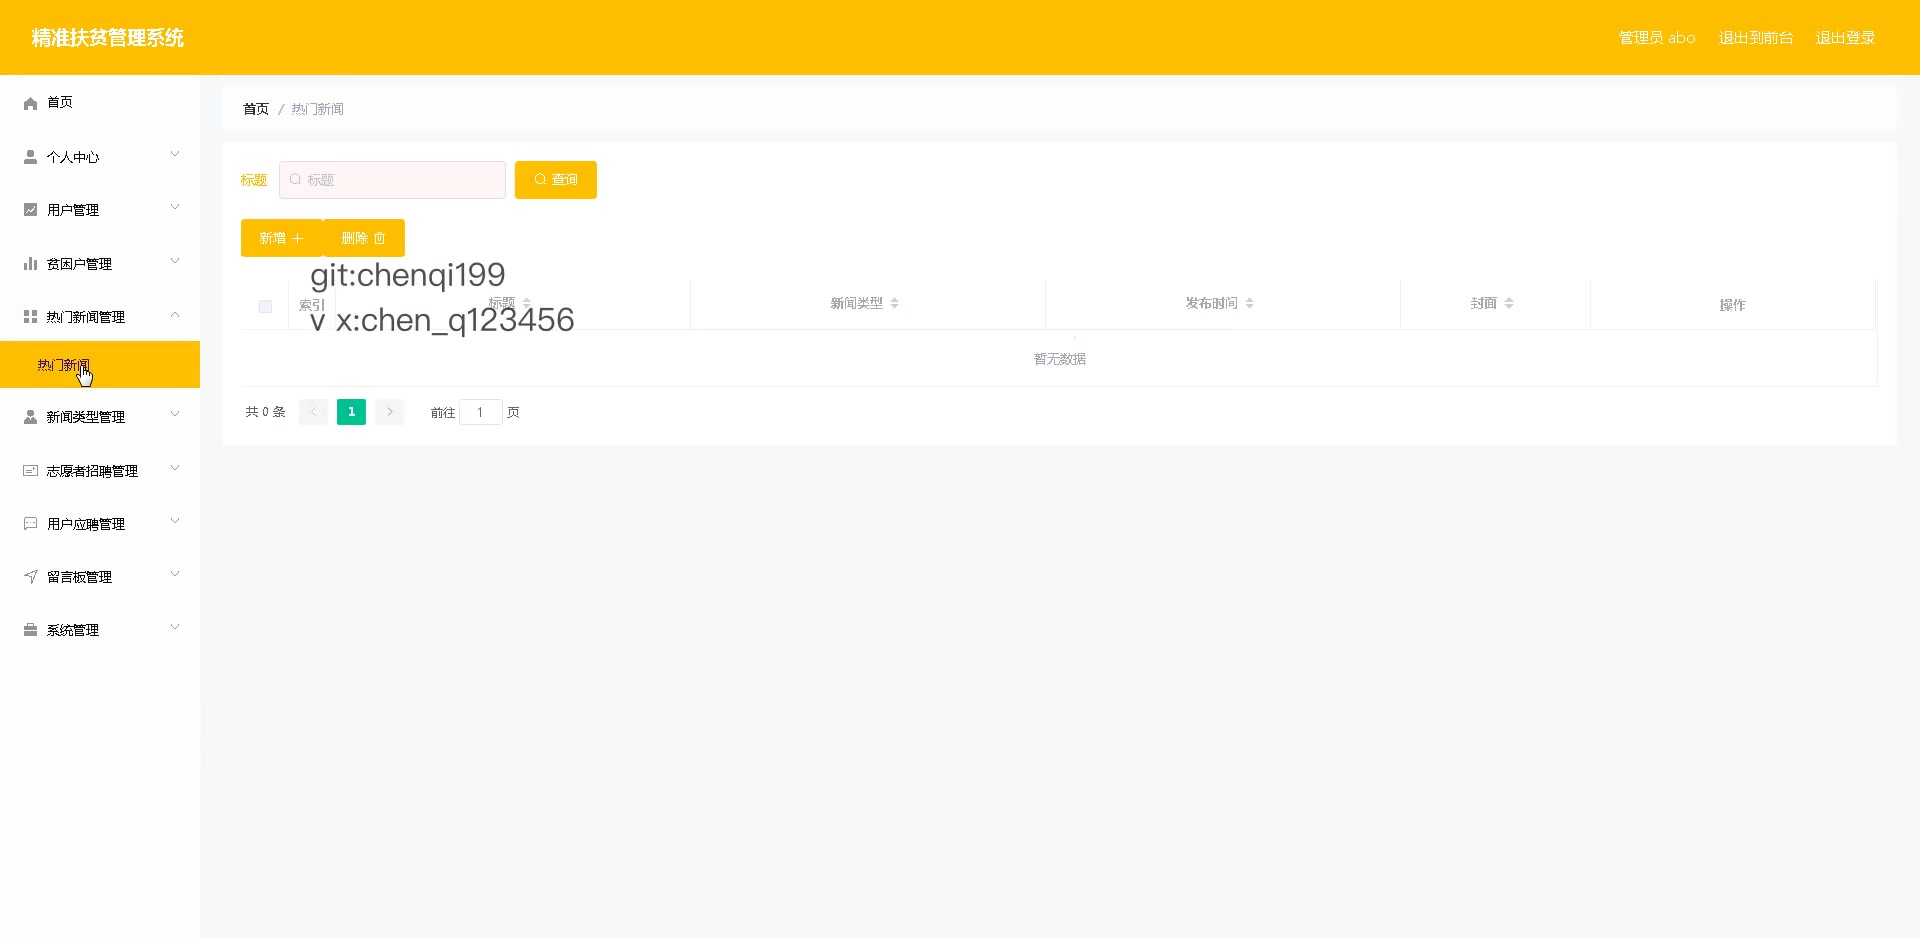 精准扶贫管理系统
管理员 abo 退出到前台 退出登录
首页
个人中心
用户管理
贫困户管理
热门新闻管理
热门新闻
新闻类型管理
志愿者招聘管理
用户应聘管理
留言板管理
系统管理
首页 / 热门新闻
标题 标题 查询
新增 删除
git:chenqi199
索引 标题 新闻类型 发布时间 封面 操作
v x:chen_q123456
暂无数据
共 0 条 1 前往 1 页